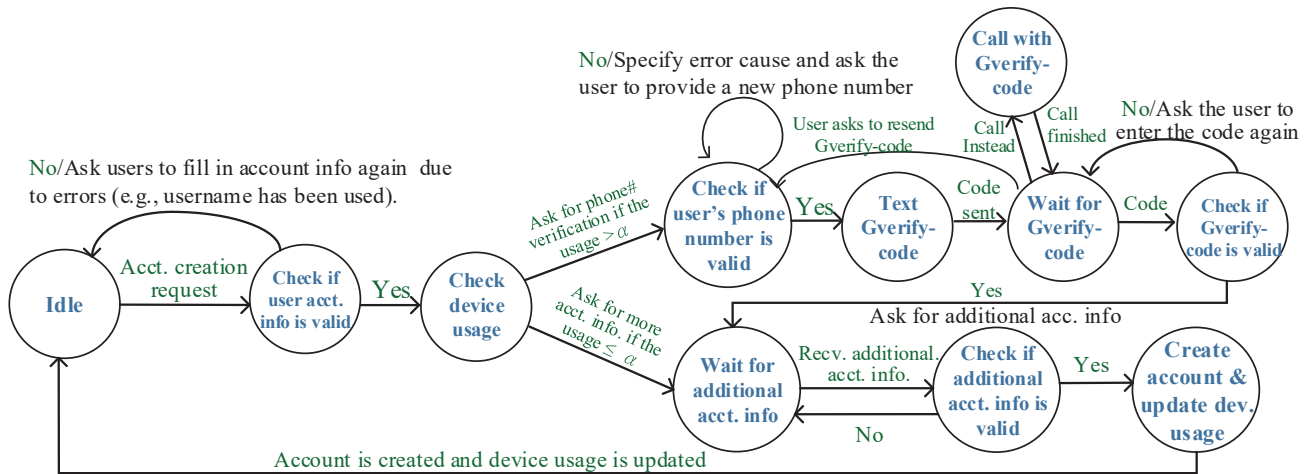 No/Ask users to fill in account info again due
to errors (e.g., username has been used).
Idle
Acct. creation
request
Check if
user acct.
info is valid
Yes
Check
device
usage
Ask for phone#
verification if the
usage > α
Ask for more
acct. info. if the
usage ≤ α
No/Specify error cause and ask the
user to provide a new phone number
Check if
user's phone
number is
valid
User asks to resend
Gverify-code
Yes
Text
Gverify-
code
Code
sent
Call with
Gverify-
code
Call
Instead
Call
finished
Wait for
Gverify-
code
No/Ask the user to
enter the code again
Code
Check if
Gverify-
code is valid
Yes
Ask for additional acc. info
Wait for
additional
acct. info
Recv. additional.
acct. info.
No
Check if
additional
acct. info is
valid
Yes
Create
account &
update dev.
usage
Account is created and device usage is updated